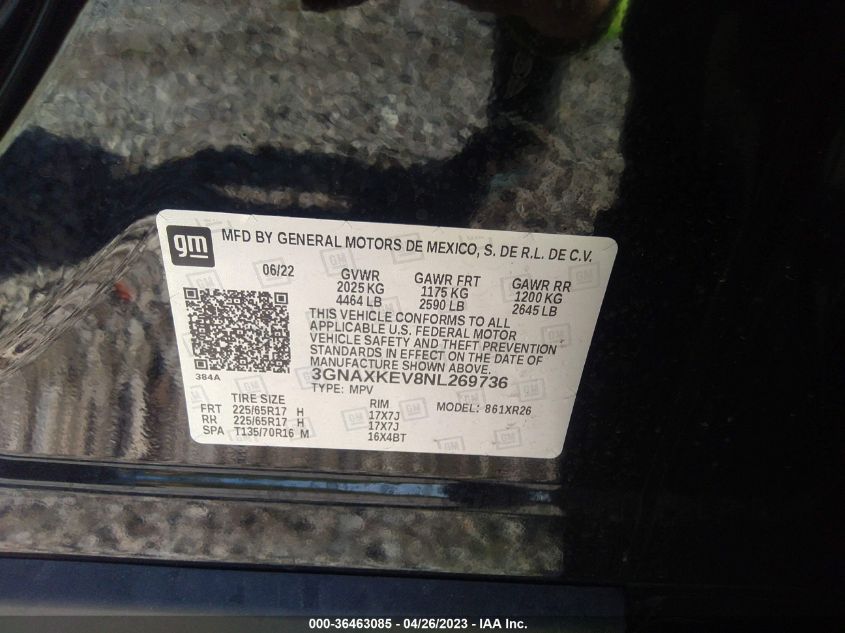 gm MFD BY GENERAL MOTORS DE MEXICO, S. DE R.L. DE C.V.
06/22 GVWR GAWR FRT GAWR RR
2025 KG 1175 KG 1200 KG
4464 LB 2590 LB 2645 LB
THIS VEHICLE CONFORMS TO ALL
APPLICABLE U.S. FEDERAL MOTOR
VEHICLE SAFETY AND THEFT PREVENTION
STANDARDS IN EFFECT ON THE DATE OF
MANUFACTURE SHOWN ABOVE.
384A 3GNAXKEV8NL269736
TYPE: MPV
TIRE SIZE RIM MODEL: 861XR26
FRT 225/65R17 H 17X7J
RR 225/65R17 H 17X7J
SPA T135/70R16 M 16X4BT
000-36463085 / 04/26/2023 - IAA Inc.